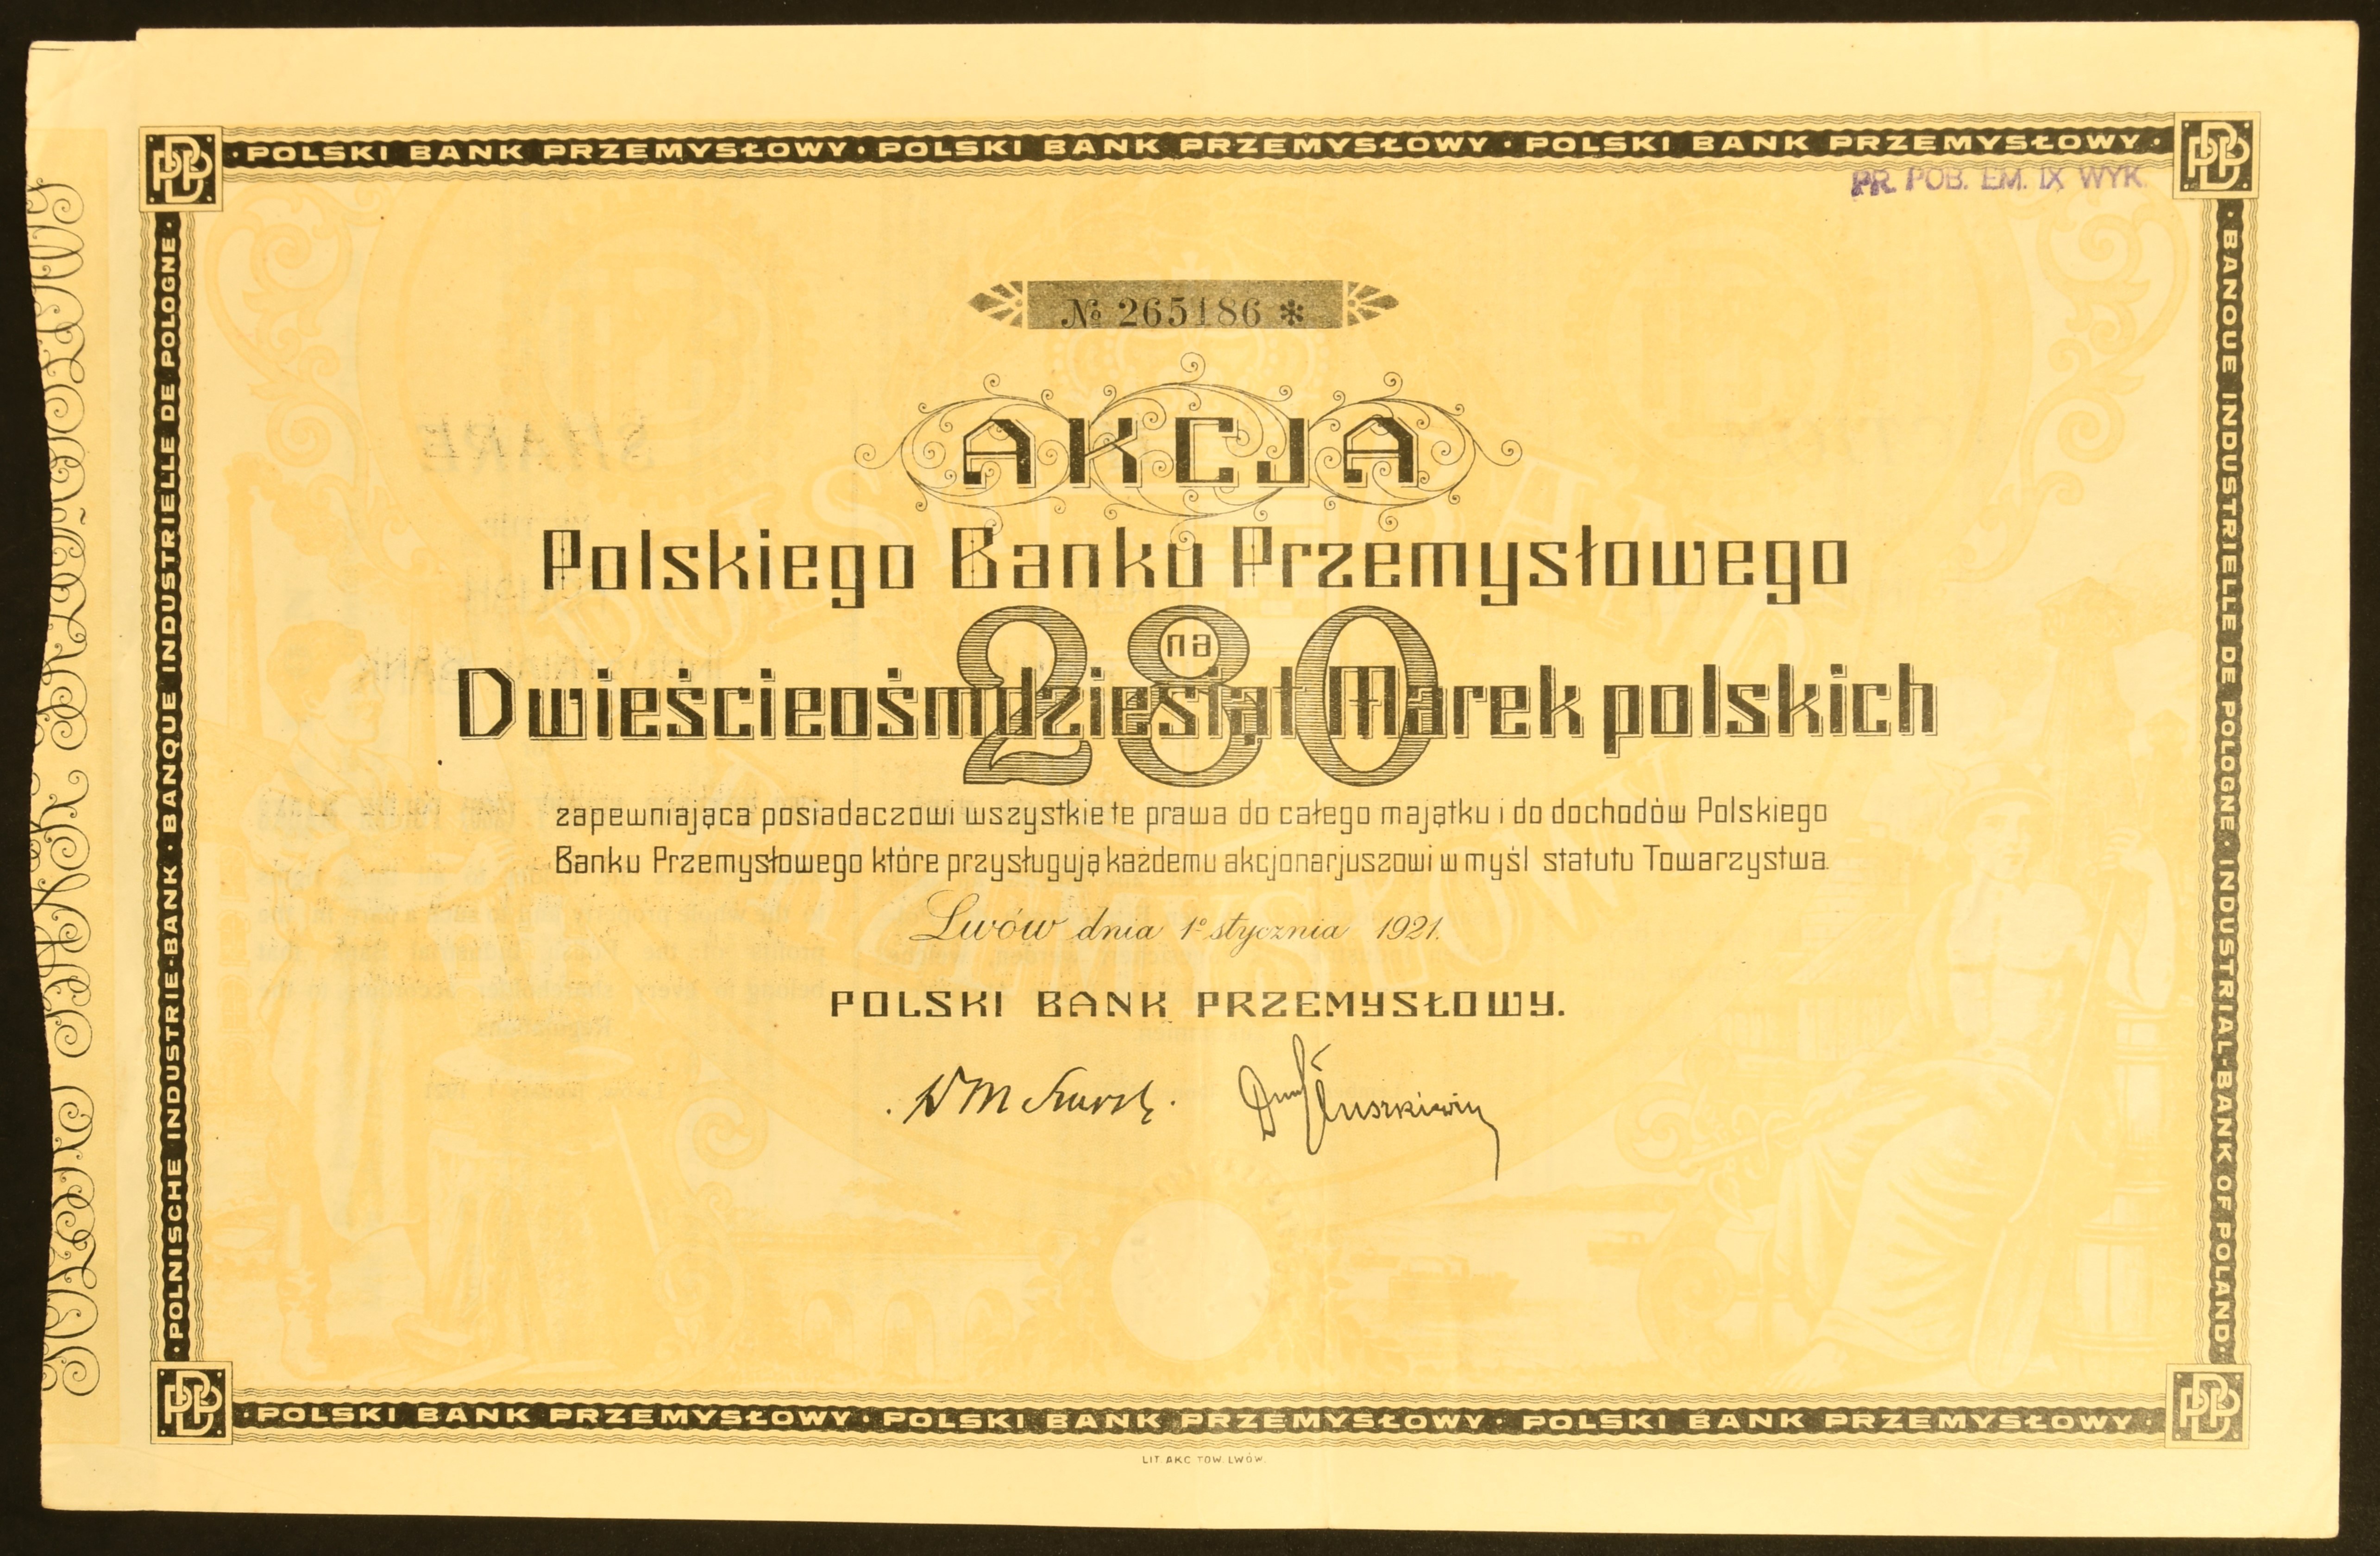 · POLSKI BANK PRZEMYSŁOWY · POLSKI BANK PRZEMYSŁOWY · POLSKI BANK PRZEMYSŁOWY ·
PR. POB. EM. IX WYK.
№ 265186 *
AKCJA
Polskiego Banku Przemysłowego
na
280
Dwieścieośmdziesiąt Marek polskich
zapewniająca posiadaczowi wszystkie te prawa do całego majątku i do dochodów Polskiego
Banku Przemysłowego które przysługują każdemu akcjonarjuszowi w myśl statutu Towarzystwa.
Lwów dnia 1º stycznia 1921.
POLSKI BANK PRZEMYSŁOWY.
· POLNISCHE INDUSTRIE-BANK · BANQUE INDUSTRIELLE DE POLOGNE ·
· BANQUE INDUSTRIELLE DE POLOGNE · INDUSTRIAL-BANK OF POLAND ·
· POLSKI BANK PRZEMYSŁOWY · POLSKI BANK PRZEMYSŁOWY · POLSKI BANK PRZEMYSŁOWY ·
LIT. AKC. TOW. LWÓW.